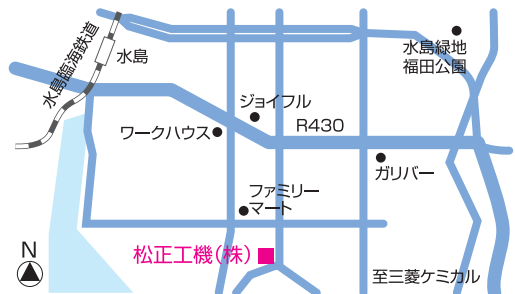 水島臨海鉄道
水島
水島緑地
福田公園
ジョイフル
ワークハウス
R430
ガリバー
ファミリー
マート
松正工機(株)
N
至三菱ケミカル